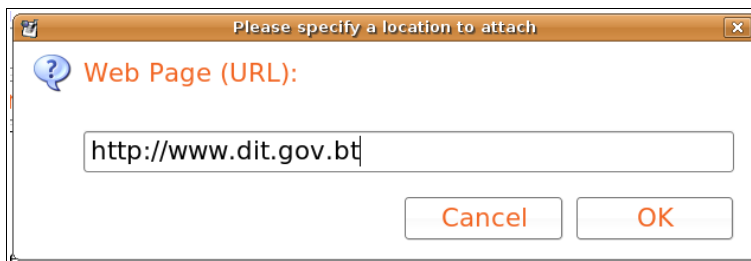 Please specify a location to attach
Web Page (URL):
http://www.dit.gov.bt
Cancel OK